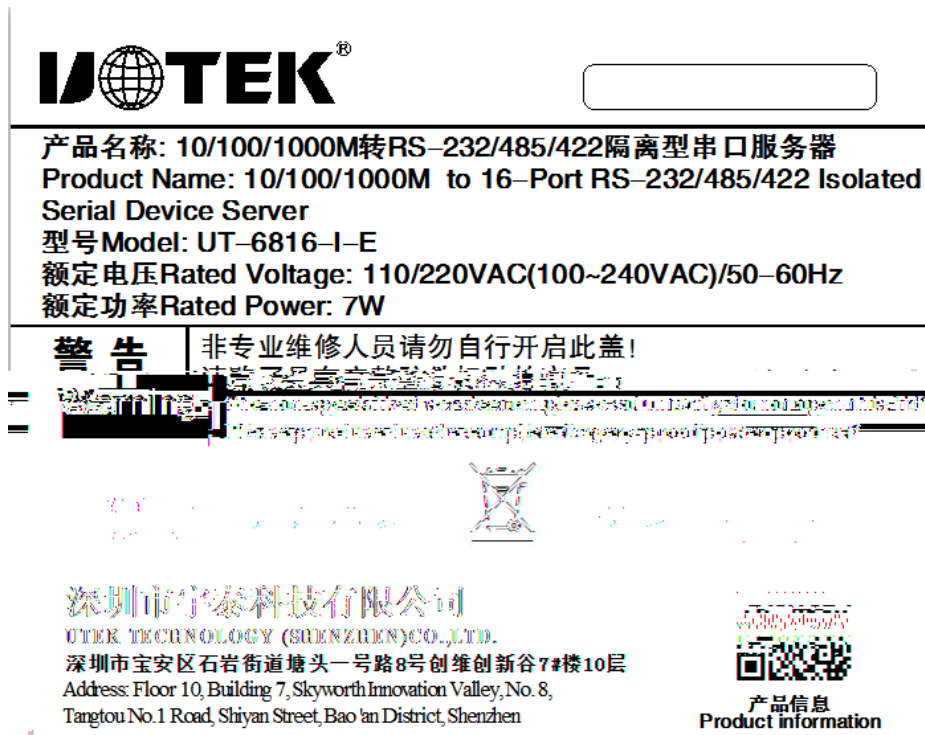 UTEK®
产品名称: 10/100/1000M转RS-232/485/422隔离型串口服务器
Product Name: 10/100/1000M to 16-Port RS-232/485/422 Isolated
Serial Device Server
型号Model: UT-6816-I-E
额定电压Rated Voltage: 110/220VAC(100~240VAC)/50-60Hz
额定功率Rated Power: 7W
警告
非专业维修人员请勿自行开启此盖!
深圳市宇泰科技有限公司
UTEK TECHNOLOGY (SHENZHEN)CO.,LTD.
深圳市宝安区石岩街道塘头一号路8号创维创新谷7#楼10层
Address: Floor 10, Building 7, Skyworth Innovation Valley, No. 8,
Tangtou No.1 Road, Shiyan Street, Bao 'an District, Shenzhen
产品信息
Product information